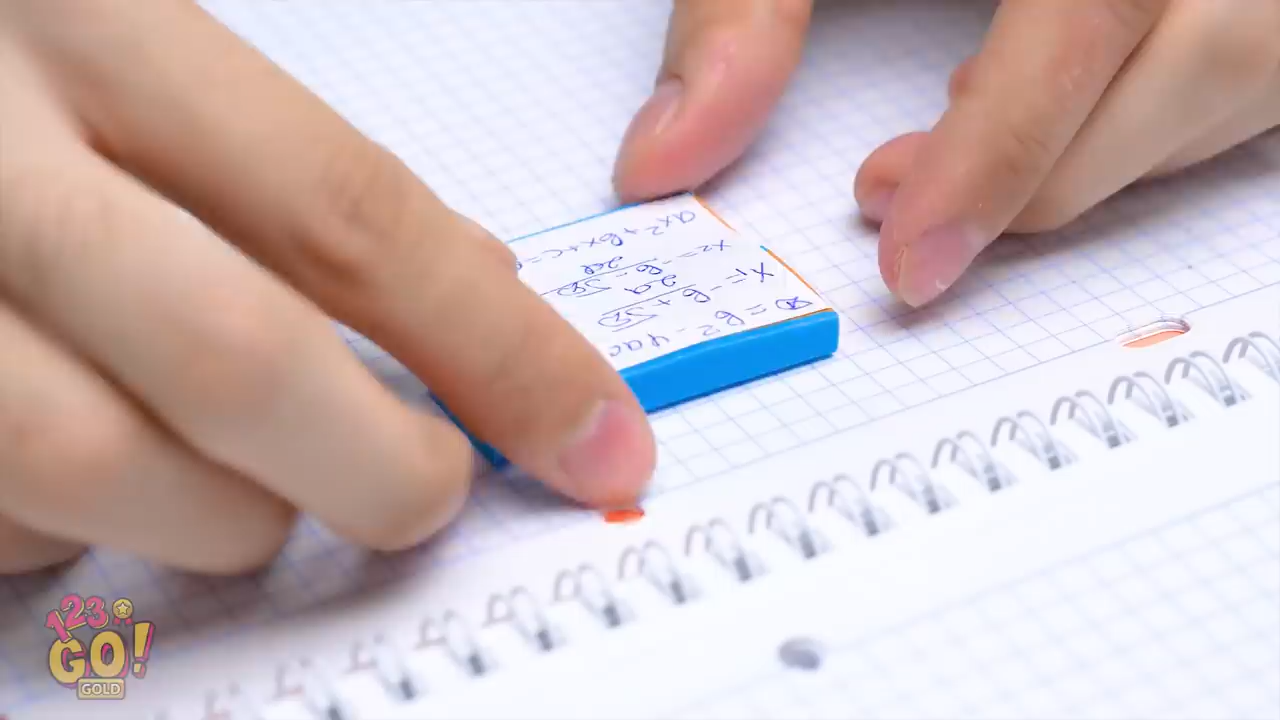 ax²+bx+c=
x₂=-b-√D
2a
x₁=-b+√D
2a
D=b²-4ac
123
GO!
GOLD